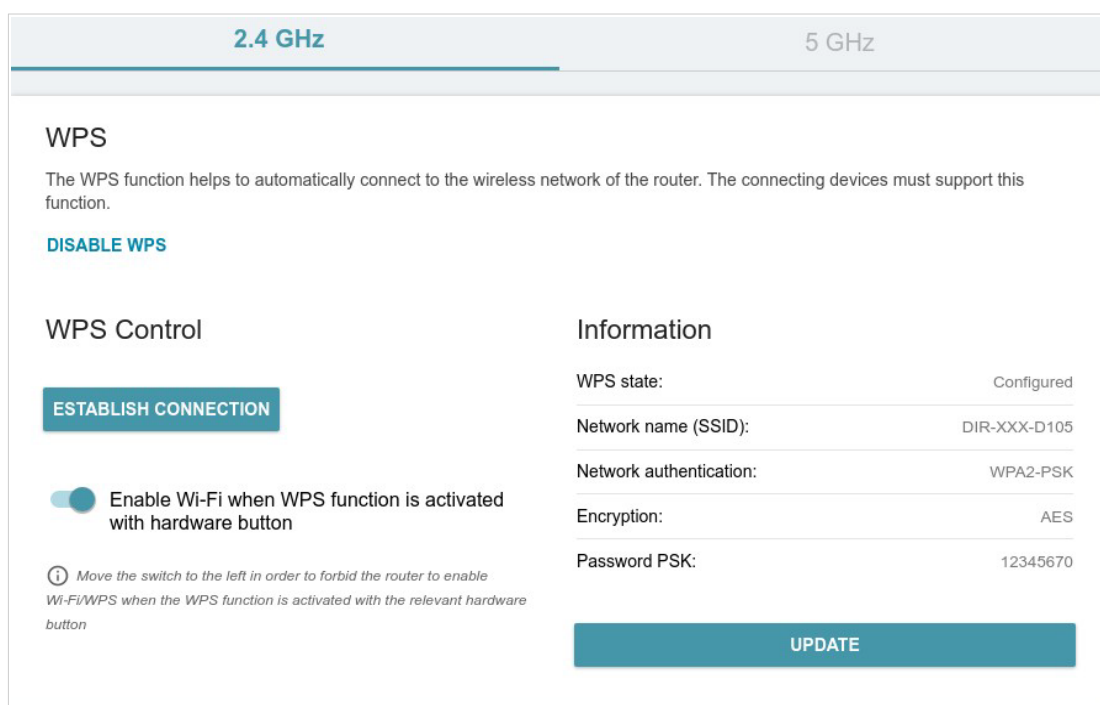 2.4 GHz
5 GHz
WPS
The WPS function helps to automatically connect to the wireless network of the router. The connecting devices must support this
function.
DISABLE WPS
WPS Control
ESTABLISH CONNECTION
Enable Wi-Fi when WPS function is activated
with hardware button
Move the switch to the left in order to forbid the router to enable
Wi-Fi/WPS when the WPS function is activated with the relevant hardware
button
Information
WPS state: Configured
Network name (SSID): DIR-XXX-D105
Network authentication: WPA2-PSK
Encryption: AES
Password PSK: 12345670
UPDATE